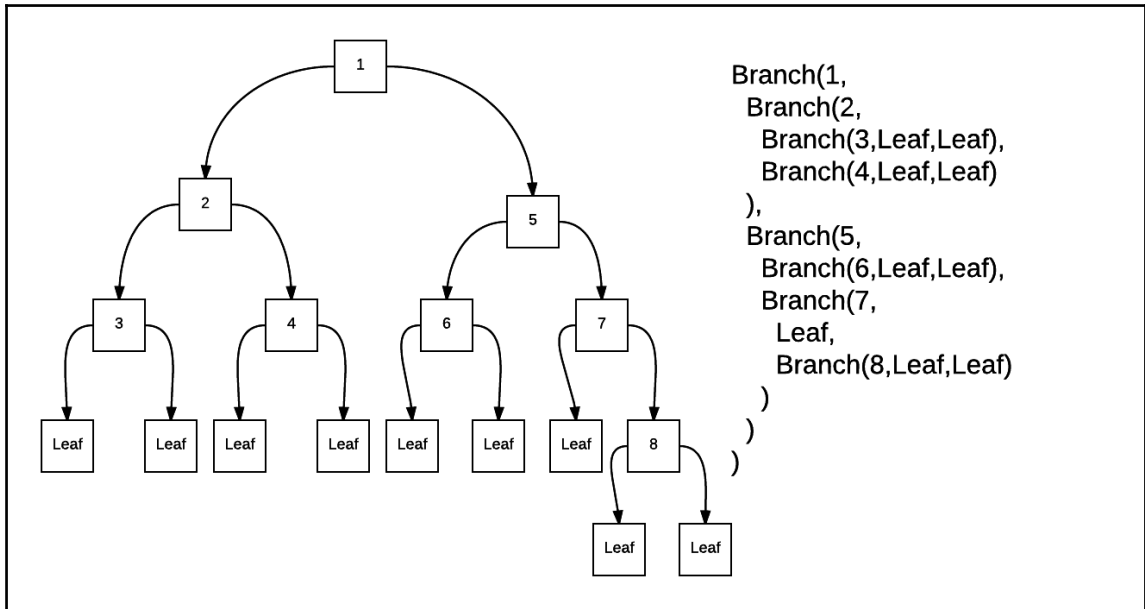 1
2
5
3
4
6
7
Leaf
Leaf
Leaf
Leaf
Leaf
Leaf
Leaf
8
Leaf
Leaf
Branch(1,
Branch(2,
Branch(3,Leaf,Leaf),
Branch(4,Leaf,Leaf)
),
Branch(5,
Branch(6,Leaf,Leaf),
Branch(7,
Leaf,
Branch(8,Leaf,Leaf)
)
)
)